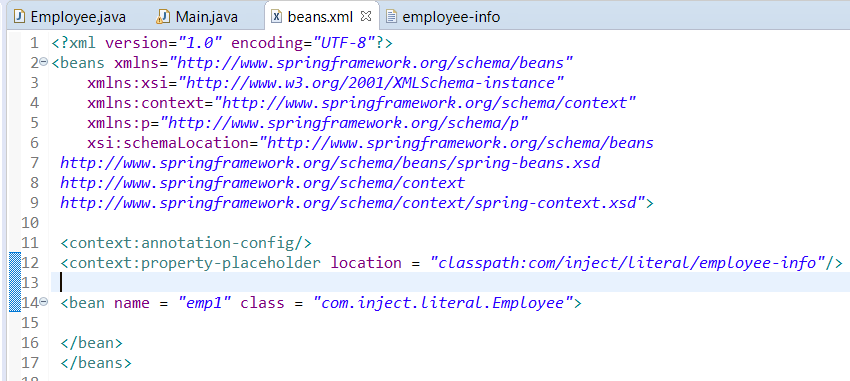 Employee.java Main.java beans.xml employee-info
1 <?xml version="1.0" encoding="UTF-8"?>
2 <beans xmlns="http://www.springframework.org/schema/beans"
3 xmlns:xsi="http://www.w3.org/2001/XMLSchema-instance"
4 xmlns:context="http://www.springframework.org/schema/context"
5 xmlns:p="http://www.springframework.org/schema/p"
6 xsi:schemaLocation="http://www.springframework.org/schema/beans
7 http://www.springframework.org/schema/beans/spring-beans.xsd
8 http://www.springframework.org/schema/context
9 http://www.springframework.org/schema/context/spring-context.xsd">
10
11 <context:annotation-config/>
12 <context:property-placeholder location = "classpath:com/inject/literal/employee-info"/>
13
14 <bean name = "emp1" class = "com.inject.literal.Employee">
15
16 </bean>
17 </beans>